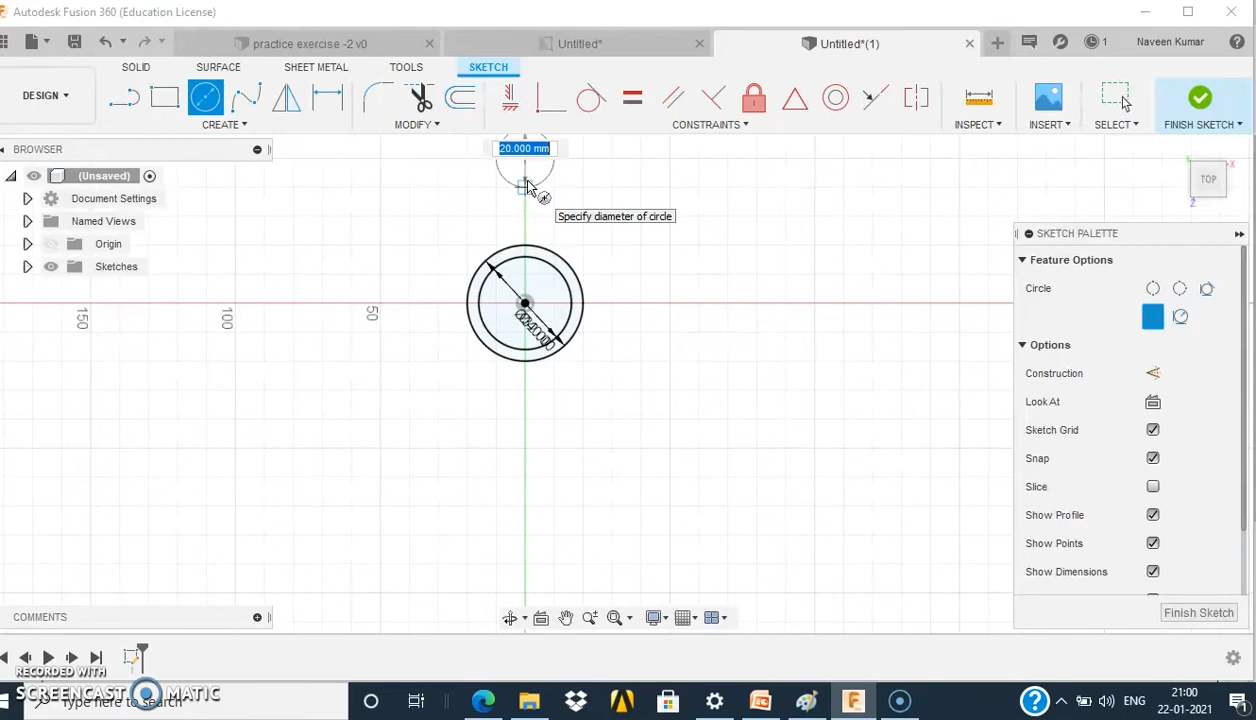 Autodesk Fusion 360 (Education License)
practice exercise -2 v0
Untitled*
Untitled*(1)
1
Naveen Kumar
SOLID
SURFACE
SHEET METAL
TOOLS
SKETCH
DESIGN
CREATE
MODIFY
CONSTRAINTS
INSPECT
INSERT
SELECT
FINISH SKETCH
BROWSER
(Unsaved)
Document Settings
Named Views
Origin
Sketches
20.000 mm
Specify diameter of circle
TOP
X
Z
SKETCH PALETTE
Feature Options
Circle
Options
Construction
Look At
Sketch Grid
Snap
Slice
Show Profile
Show Points
Show Dimensions
Finish Sketch
150
100
50
COMMENTS
RECORDED WITH
SCREENCAST MATIC
Type here to search
ENG
21:00
22-01-2021
1